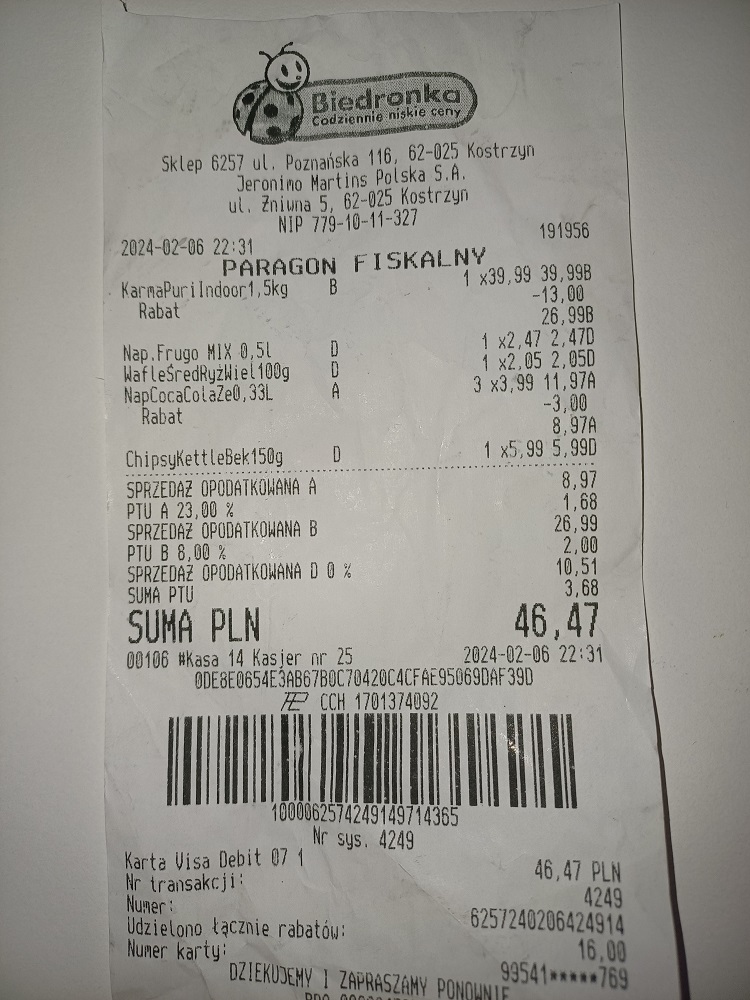 Biedronka
Codziennie niskie ceny
Sklep 6257 ul. Poznańska 116, 62-025 Kostrzyn
Jeronimo Martins Polska S.A.
ul. Żniwna 5, 62-025 Kostrzyn
NIP 779-10-11-327
2024-02-06 22:31 191956
PARAGON FISKALNY
KarmaPuriIndoor1,5kg B 1 x39,99 39,99B
Rabat -13,00
26,99B
Nap.Frugo MIX 0,5l D 1 x2,47 2,47D
WafleŚredRyżWiel100g D 1 x2,05 2,05D
NapCocaColaZe0,33L A 3 x3,99 11,97A
Rabat -3,00
8,97A
ChipsyKettleBek150g D 1 x5,99 5,99D
SPRZEDAŻ OPODATKOWANA A 8,97
PTU A 23,00 % 1,68
SPRZEDAŻ OPODATKOWANA B 26,99
PTU B 8,00 % 2,00
SPRZEDAŻ OPODATKOWANA D 0 % 10,51
SUMA PTU 3,68
SUMA PLN 46,47
00106 #Kasa 14 Kasjer nr 25 2024-02-06 22:31
0DE8E0654E3AB67B0C70420C4CFAE95069DAF39D
CCH 1701374092
1000062574249149714365
Nr sys. 4249
Karta Visa Debit 07 1 46,47 PLN
Nr transakcji: 4249
Numer: 6257240206424914
Udzielono łącznie rabatów: 16,00
Numer karty: 99541*****769
DZIEKUJEMY I ZAPRASZAMY PONOWNIE